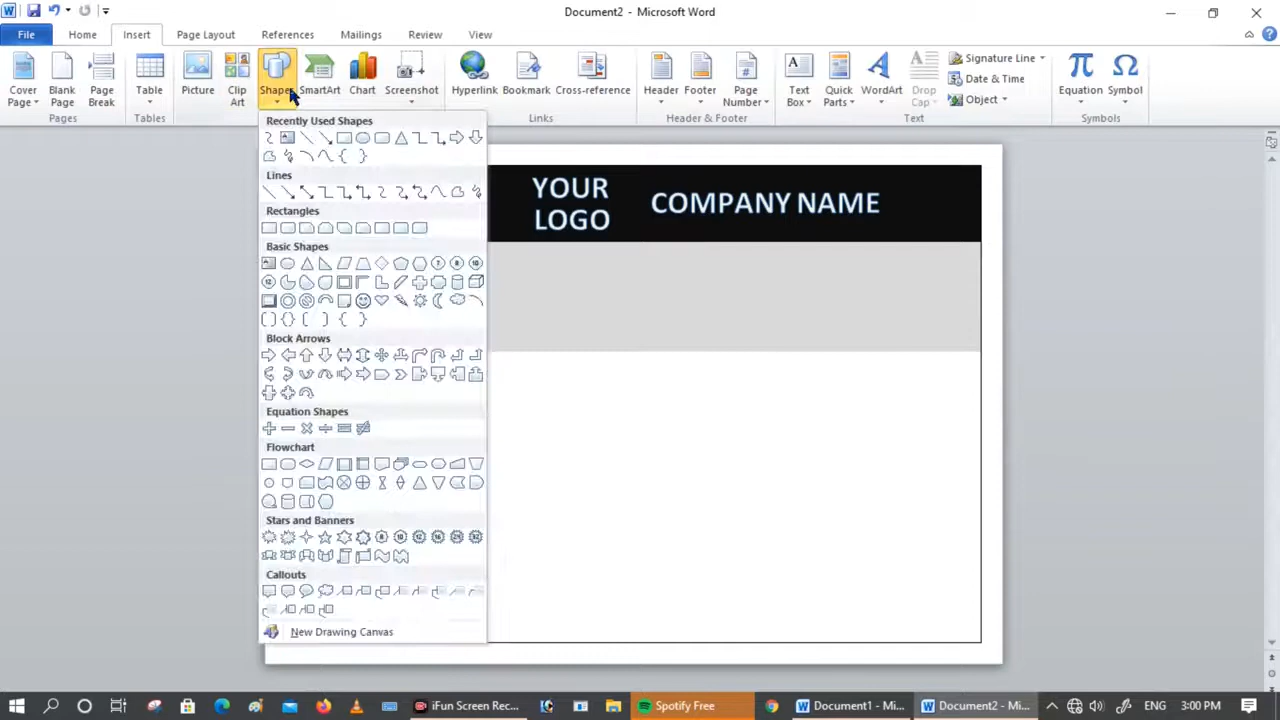 Document2 - Microsoft Word
File Home Insert Page Layout References Mailings Review View
Cover Page
Blank Page
Page Break
Pages
Table
Tables
Picture
Clip Art
Shapes
SmartArt
Chart
Screenshot
Hyperlink
Bookmark
Cross-reference
Links
Header
Footer
Page Number
Header & Footer
Text Box
Quick Parts
WordArt
Drop Cap
Signature Line
Date & Time
Object
Text
Equation
Symbol
Symbols
Recently Used Shapes
Lines
Rectangles
Basic Shapes
Block Arrows
Equation Shapes
Flowchart
Stars and Banners
Callouts
New Drawing Canvas
YOUR
LOGO
COMPANY NAME
iFun Screen Rec...
Spotify Free
Document1 - Mi...
Document2 - Mi...
ENG
3:00 PM